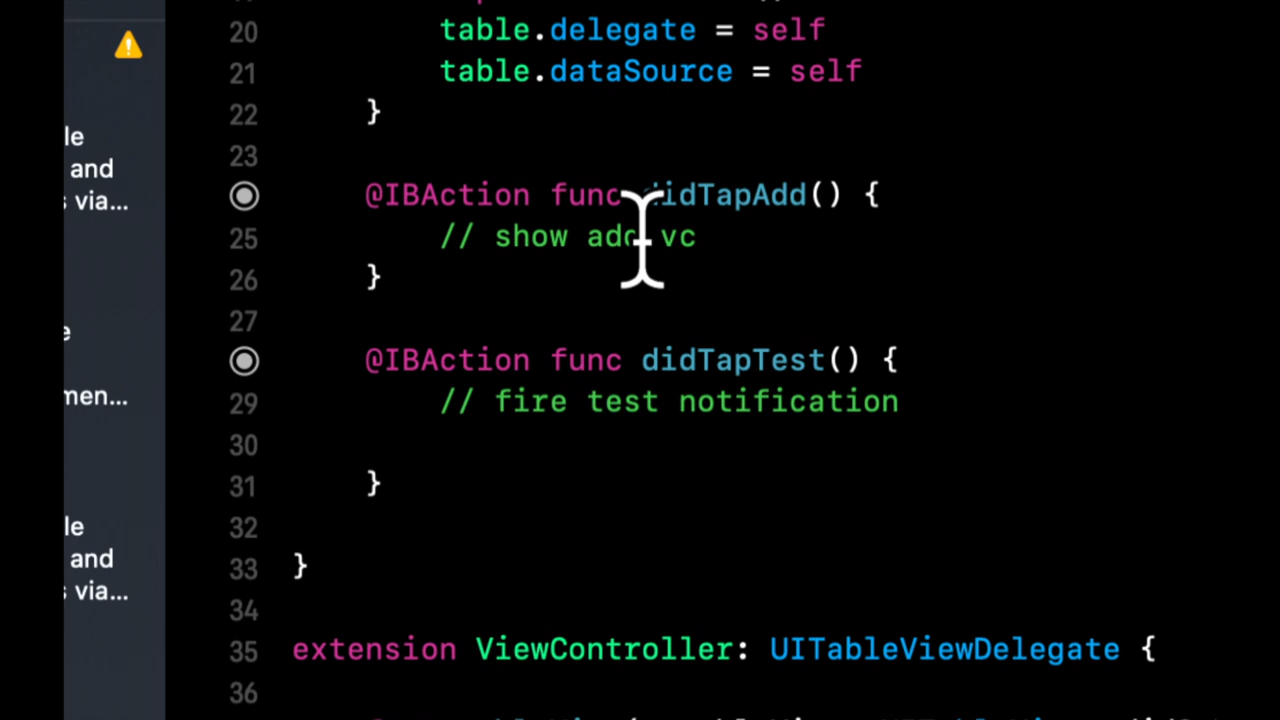 20 table.delegate = self
21 table.dataSource = self
22 }
23
@IBAction func didTapAdd() {
25 // show add vc
26 }
27
@IBAction func didTapTest() {
29 // fire test notification
30
31 }
32
33 }
34
35 extension ViewController: UITableViewDelegate {
36
le
and
via...
men...
le
and
via...